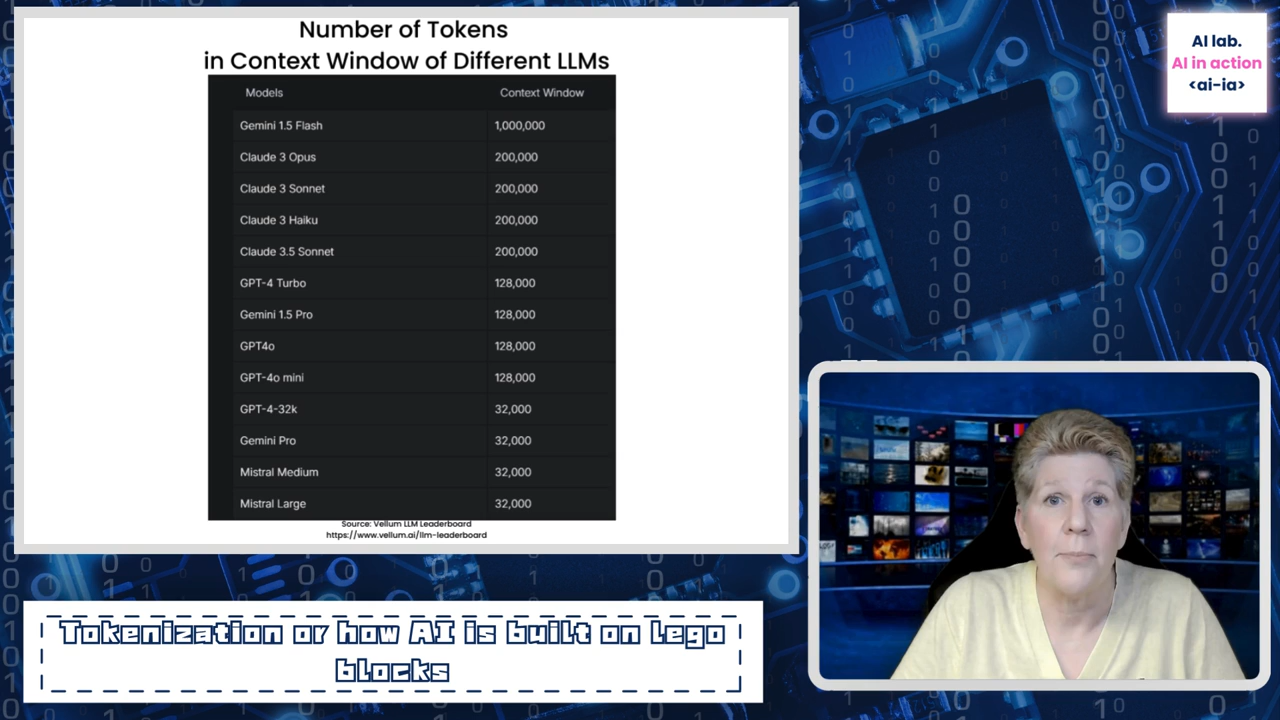 Number of Tokens
in Context Window of Different LLMs
Models Context Window
Gemini 1.5 Flash 1,000,000
Claude 3 Opus 200,000
Claude 3 Sonnet 200,000
Claude 3 Haiku 200,000
Claude 3.5 Sonnet 200,000
GPT-4 Turbo 128,000
Gemini 1.5 Pro 128,000
GPT4o 128,000
GPT-4o mini 128,000
GPT-4-32k 32,000
Gemini Pro 32,000
Mistral Medium 32,000
Mistral Large 32,000
Source: Vellum LLM Leaderboard
https://www.vellum.ai/llm-leaderboard
AI lab.
AI in action
<ai-ia>
Tokenization or how AI is built on Lego
blocks